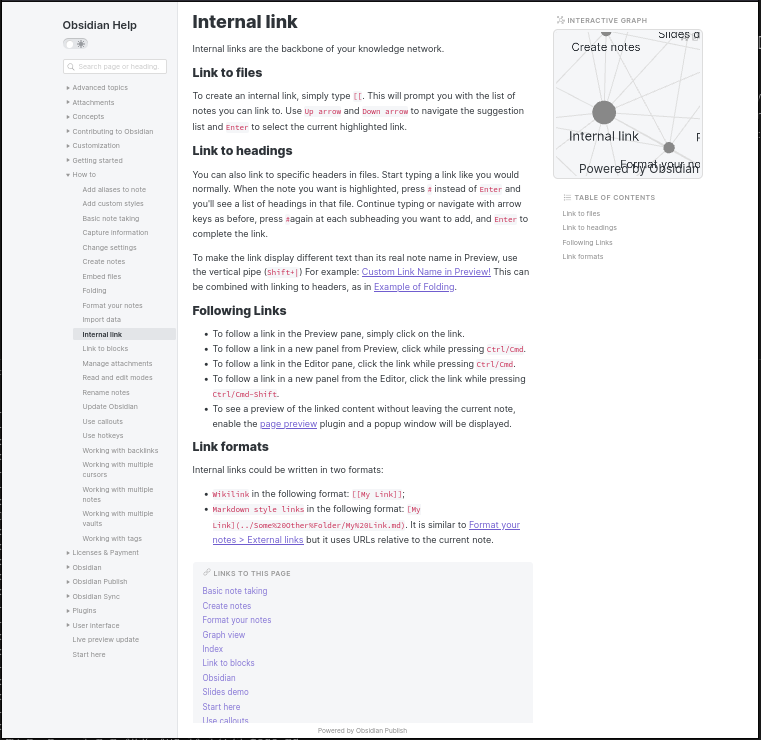 Obsidian Help
Search page or heading...
Advanced topics
Attachments
Concepts
Contributing to Obsidian
Customization
Getting started
How to
Add aliases to note
Add custom styles
Basic note taking
Capture information
Change settings
Create notes
Embed files
Folding
Format your notes
Import data
Internal link
Link to blocks
Manage attachments
Read and edit modes
Rename notes
Update Obsidian
Use callouts
Use hotkeys
Working with backlinks
Working with multiple
cursors
Working with multiple
notes
Working with multiple
vaults
Working with tags
Licenses & Payment
Obsidian
Obsidian Publish
Obsidian Sync
Plugins
User interface
Live preview update
Start here
Internal link
Internal links are the backbone of your knowledge network.
Link to files
To create an internal link, simply type [[. This will prompt you with the list of
notes you can link to. Use Up arrow and Down arrow to navigate the suggestion
list and Enter to select the current highlighted link.
Link to headings
You can also link to specific headers in files. Start typing a link like you would
normally. When the note you want is highlighted, press # instead of Enter and
you'll see a list of headings in that file. Continue typing or navigate with arrow
keys as before, press #again at each subheading you want to add, and Enter to
complete the link.
To make the link display different text than its real note name in Preview, use
the vertical pipe (Shift+|) For example: Custom Link Name in Preview! This can
be combined with linking to headers, as in Example of Folding.
Following Links
• To follow a link in the Preview pane, simply click on the link.
• To follow a link in a new panel from Preview, click while pressing Ctrl/Cmd.
• To follow a link in the Editor pane, click the link while pressing Ctrl/Cmd.
• To follow a link in a new panel from the Editor, click the link while pressing
Ctrl/Cmd-Shift.
• To see a preview of the linked content without leaving the current note,
enable the page preview plugin and a popup window will be displayed.
Link formats
Internal links could be written in two formats:
• Wikilink in the following format: [[My Link]];
• Markdown style links in the following format: [My
Link](../Some%20Other%Folder/MyN20Link.md). It is similar to Format your
notes > External links but it uses URLs relative to the current note.
LINKS TO THIS PAGE
Basic note taking
Create notes
Format your notes
Graph view
Index
Link to blocks
Obsidian
Slides demo
Start here
Use callouts
Powered by Obsidian Publish
INTERACTIVE GRAPH
Slides d
Create notes
Internal link
Format your no
Powered by Obsidian
TABLE OF CONTENTS
Link to files
Link to headings
Following Links
Link formats